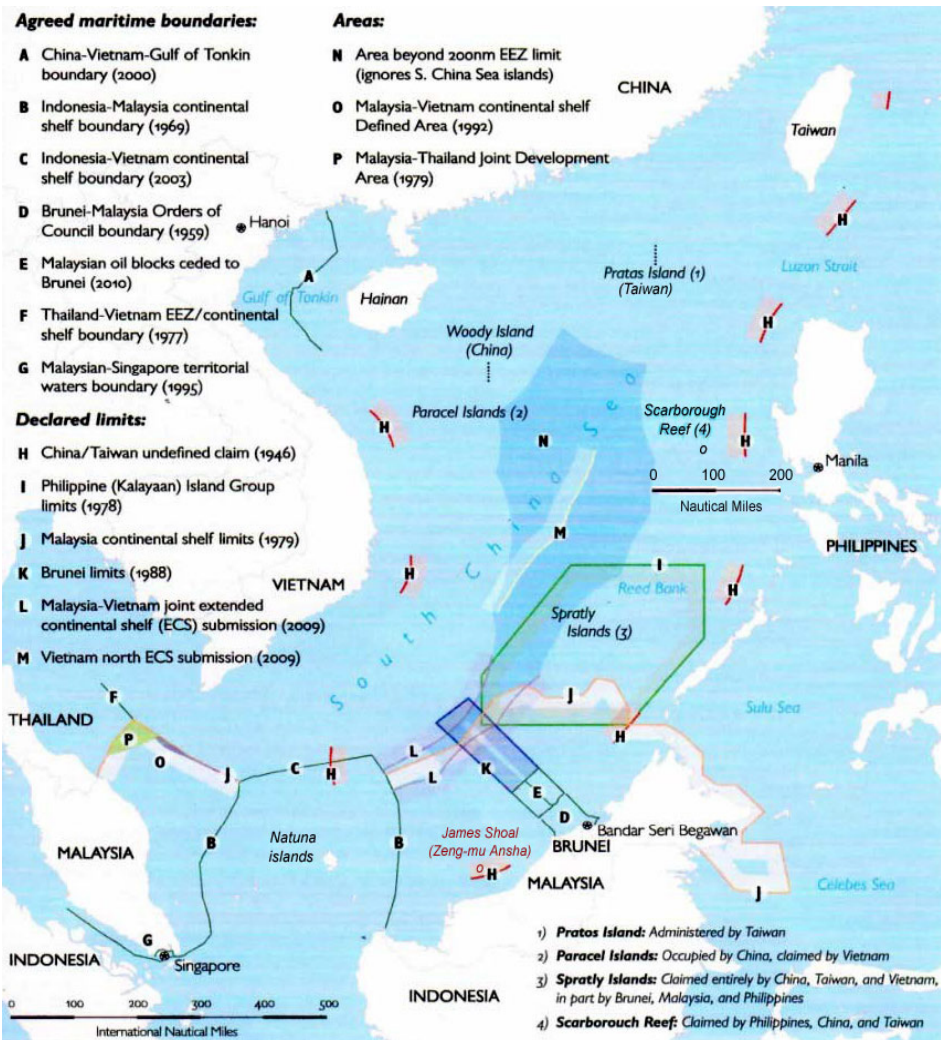 Agreed maritime boundaries:
A China-Vietnam-Gulf of Tonkin
boundary (2000)
B Indonesia-Malaysia continental
shelf boundary (1969)
C Indonesia-Vietnam continental
shelf boundary (2003)
D Brunei-Malaysia Orders of
Council boundary (1959)
E Malaysian oil blocks ceded to
Brunei (2010)
F Thailand-Vietnam EEZ/continental
shelf boundary (1977)
G Malaysian-Singapore territorial
waters boundary (1995)
Declared limits:
H China/Taiwan undefined claim (1946)
I Philippine (Kalayaan) Island Group
limits (1978)
J Malaysia continental shelf limits (1979)
K Brunei limits (1988)
L Malaysia-Vietnam joint extended
continental shelf (ECS) submission (2009)
M Vietnam north ECS submission (2009)
Areas:
N Area beyond 200nm EEZ limit
(ignores S. China Sea islands)
O Malaysia-Vietnam continental shelf
Defined Area (1992)
P Malaysia-Thailand Joint Development
Area (1979)
CHINA
Taiwan
Hanoi
H
A
Gulf of Tonkin
Hainan
Pratas Island (1)
(Taiwan)
Luzon Strait
H
Woody Island
(China)
Paracel Islands (2)
H
N
Scarborough
Reef (4)
H
Manila
0 100 200
Nautical Miles
South China Sea
M
PHILIPPINES
VIETNAM
H
I
Reed Bank
H
Spratly
Islands (3)
F
THAILAND
P
O
J
C
H
L
L
K
J
H
Sulu Sea
E
D
Bandar Seri Begawan
BRUNEI
MALAYSIA
B
Natuna
islands
B
James Shoal
(Zeng-mu Ansha)
H
MALAYSIA
J
Celebes Sea
G
INDONESIA
Singapore
INDONESIA
0 100 200 300 400 500
International Nautical Miles
1) Pratos Island: Administered by Taiwan
2) Paracel Islands: Occupied by China, claimed by Vietnam
3) Spratly Islands: Claimed entirely by China, Taiwan, and Vietnam,
in part by Brunei, Malaysia, and Philippines
4) Scarborouch Reef: Claimed by Philippines, China, and Taiwan